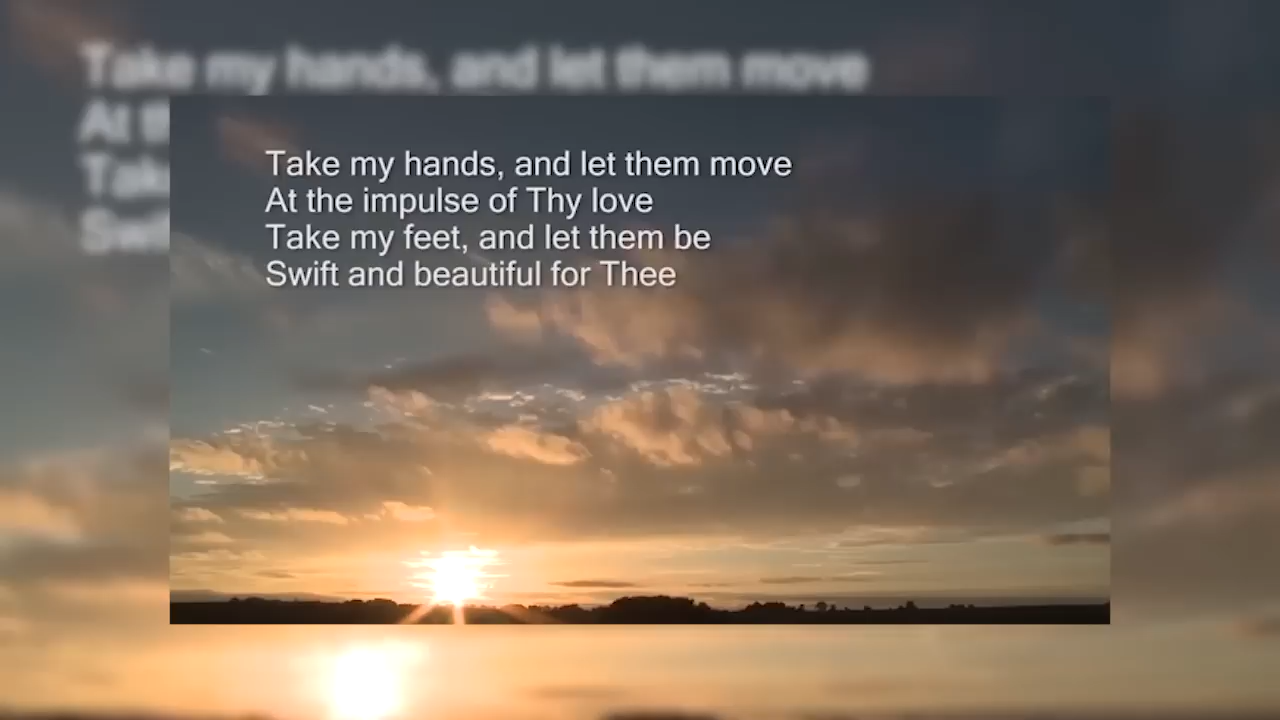 Take my hands, and let them move
At the impulse of Thy love
Take my feet, and let them be
Swift and beautiful for Thee